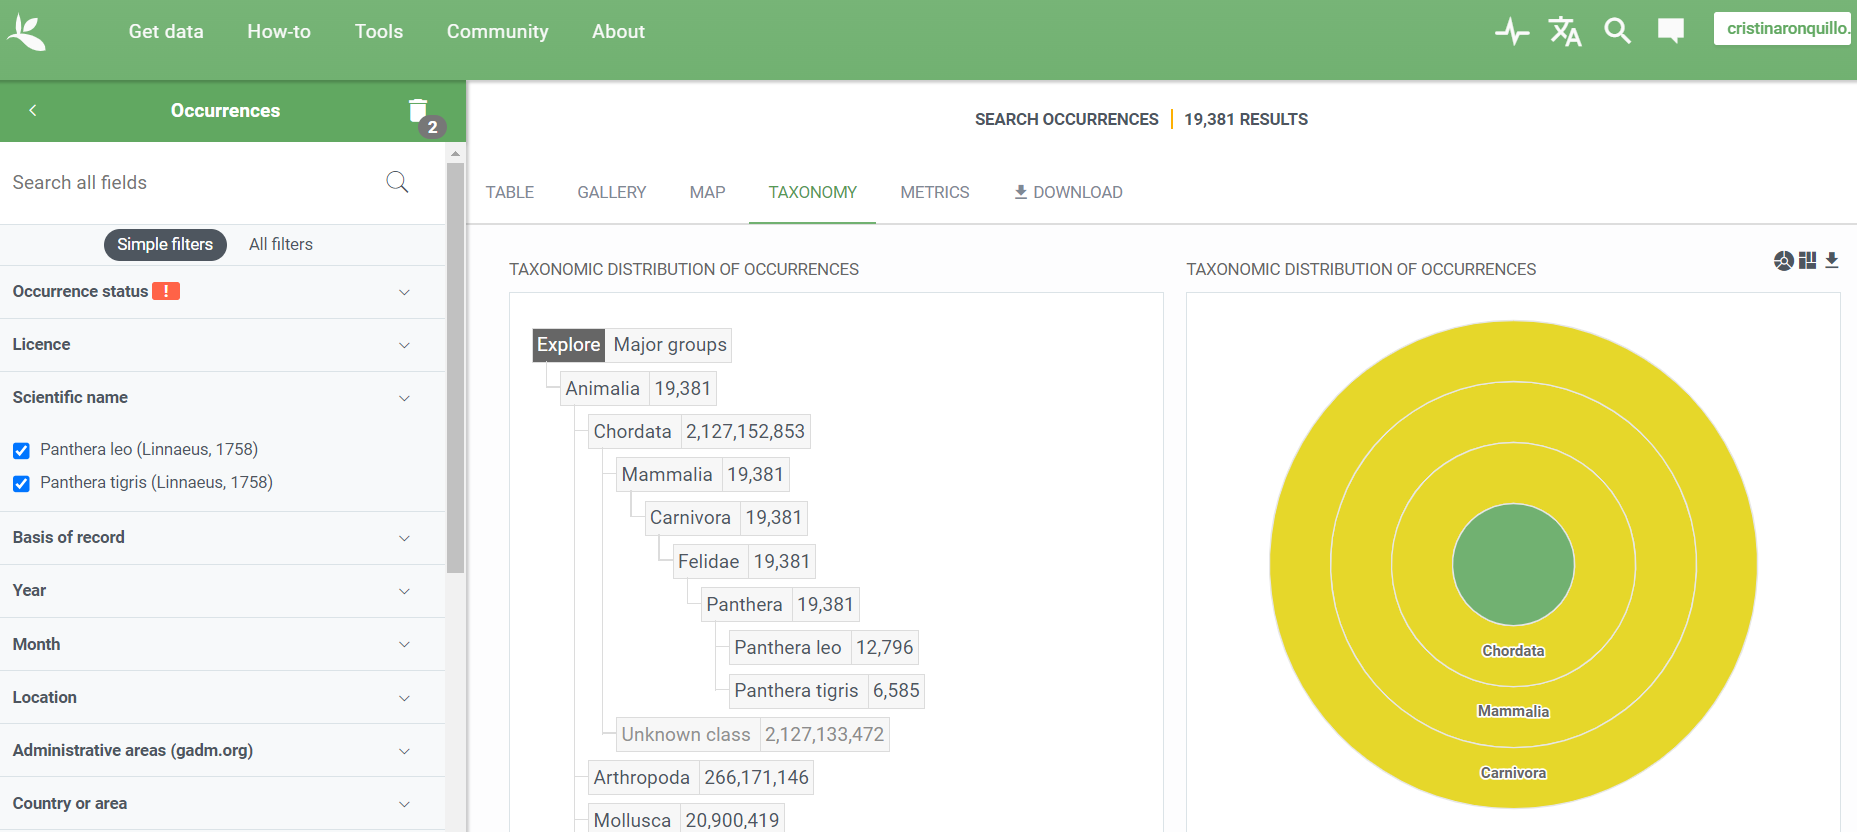 Get data How-to Tools Community About cristinaronquillo.
Occurrences 2
Search all fields
Simple filters All filters
Occurrence status !
Licence
Scientific name
Panthera leo (Linnaeus, 1758)
Panthera tigris (Linnaeus, 1758)
Basis of record
Year
Month
Location
Administrative areas (gadm.org)
Country or area
SEARCH OCCURRENCES 19,381 RESULTS
TABLE GALLERY MAP TAXONOMY METRICS DOWNLOAD
TAXONOMIC DISTRIBUTION OF OCCURRENCES
Explore Major groups
Animalia 19,381
Chordata 2,127,152,853
Mammalia 19,381
Carnivora 19,381
Felidae 19,381
Panthera 19,381
Panthera leo 12,796
Panthera tigris 6,585
Unknown class 2,127,133,472
Arthropoda 266,171,146
Mollusca 20,900,419
TAXONOMIC DISTRIBUTION OF OCCURRENCES
Chordata
Mammalia
Carnivora